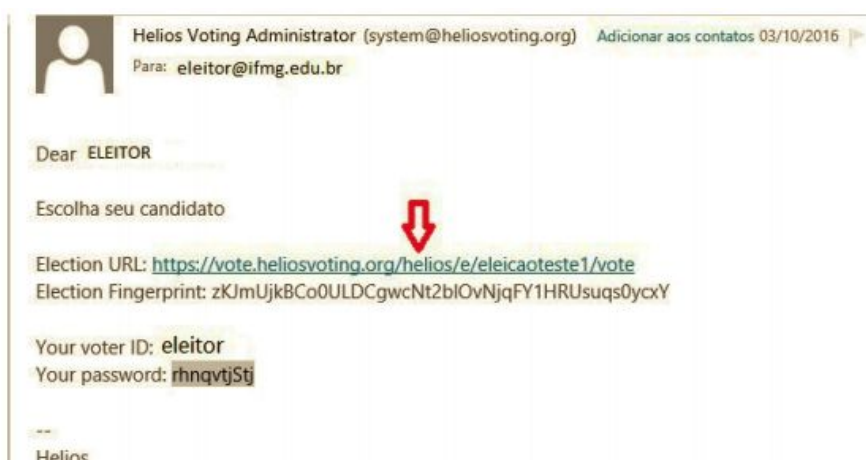 Helios Voting Administrator (system@heliosvoting.org) Adicionar aos contatos 03/10/2016
Para: eleitor@ifmg.edu.br
Dear ELEITOR
Escolha seu candidato
Election URL: https://vote.heliosvoting.org/helios/e/eleicaoteste1/vote
Election Fingerprint: zKJmUjkBCo0ULDCgwcNt2blOvNjqFY1HRUsuqs0ycxY
Your voter ID: eleitor
Your password: rhnqvtjStj
--
Helios